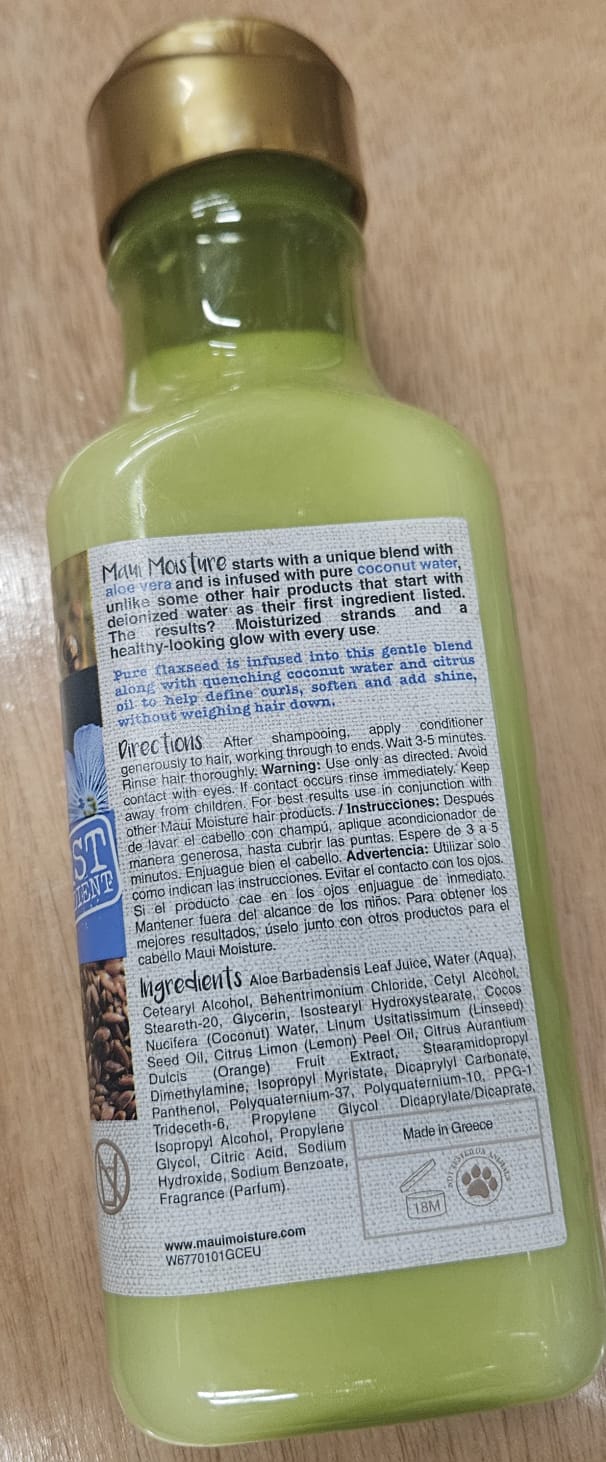 Maui Moisture starts with a unique blend with
aloe vera and is infused with pure coconut water,
unlike some other hair products that start with
deionized water as their first ingredient listed.
The results? Moisturized strands and a
healthy-looking glow with every use.
Pure flaxseed is infused into this gentle blend
along with quenching coconut water and citrus
oil to help define curls, soften and add shine,
without weighing hair down.
Directions After shampooing, apply conditioner
generously to hair, working through to ends. Wait 3-5 minutes.
Rinse hair thoroughly. Warning: Use only as directed. Avoid
contact with eyes. If contact occurs rinse immediately. Keep
away from children. For best results use in conjunction with
other Maui Moisture hair products. / Instrucciones: Después
de lavar el cabello con champú, aplique acondicionador de
manera generosa, hasta cubrir las puntas. Espere de 3 a 5
minutos. Enjuague bien el cabello. Advertencia: Utilizar solo
como indican las instrucciones. Evitar el contacto con los ojos.
Si el producto cae en los ojos enjuague de inmediato.
Mantener fuera del alcance de los niños. Para obtener los
mejores resultados, úselo junto con otros productos para el
cabello Maui Moisture.
ST
DIENT
Ingredients Aloe Barbadensis Leaf Juice, Water (Aqua),
Cetearyl Alcohol, Behentrimonium Chloride, Cetyl Alcohol,
Steareth-20, Glycerin, Isostearyl Hydroxystearate, Cocos
Nucifera (Coconut) Water, Linum Usitatissimum (Linseed)
Seed Oil, Citrus Limon (Lemon) Peel Oil, Citrus Aurantium
Dulcis (Orange) Fruit Extract, Stearamidopropyl
Dimethylamine, Isopropyl Myristate, Dicaprylyl Carbonate,
Panthenol, Polyquaternium-37, Polyquaternium-10, PPG-1
Trideceth-6, Propylene Glycol Dicaprylate/Dicaprate,
Isopropyl Alcohol, Propylene
Glycol, Citric Acid, Sodium
Hydroxide, Sodium Benzoate,
Fragrance (Parfum).
Made in Greece
18M
NOT TESTED ON ANIMALS
www.mauimoisture.com
W6770101GCEU